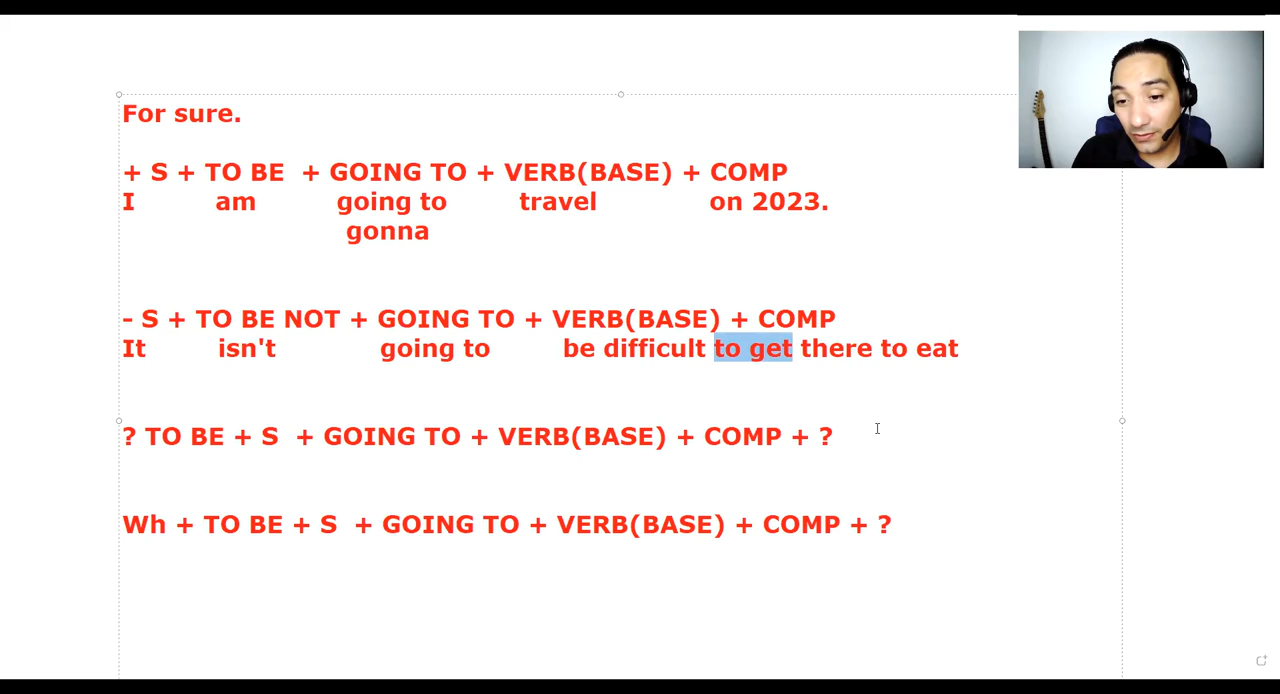 For sure.
+ S + TO BE + GOING TO + VERB(BASE) + COMP
I am going to travel on 2023.
gonna
- S + TO BE NOT + GOING TO + VERB(BASE) + COMP
It isn't going to be difficult to get there to eat
? TO BE + S + GOING TO + VERB(BASE) + COMP + ?
Wh + TO BE + S + GOING TO + VERB(BASE) + COMP + ?